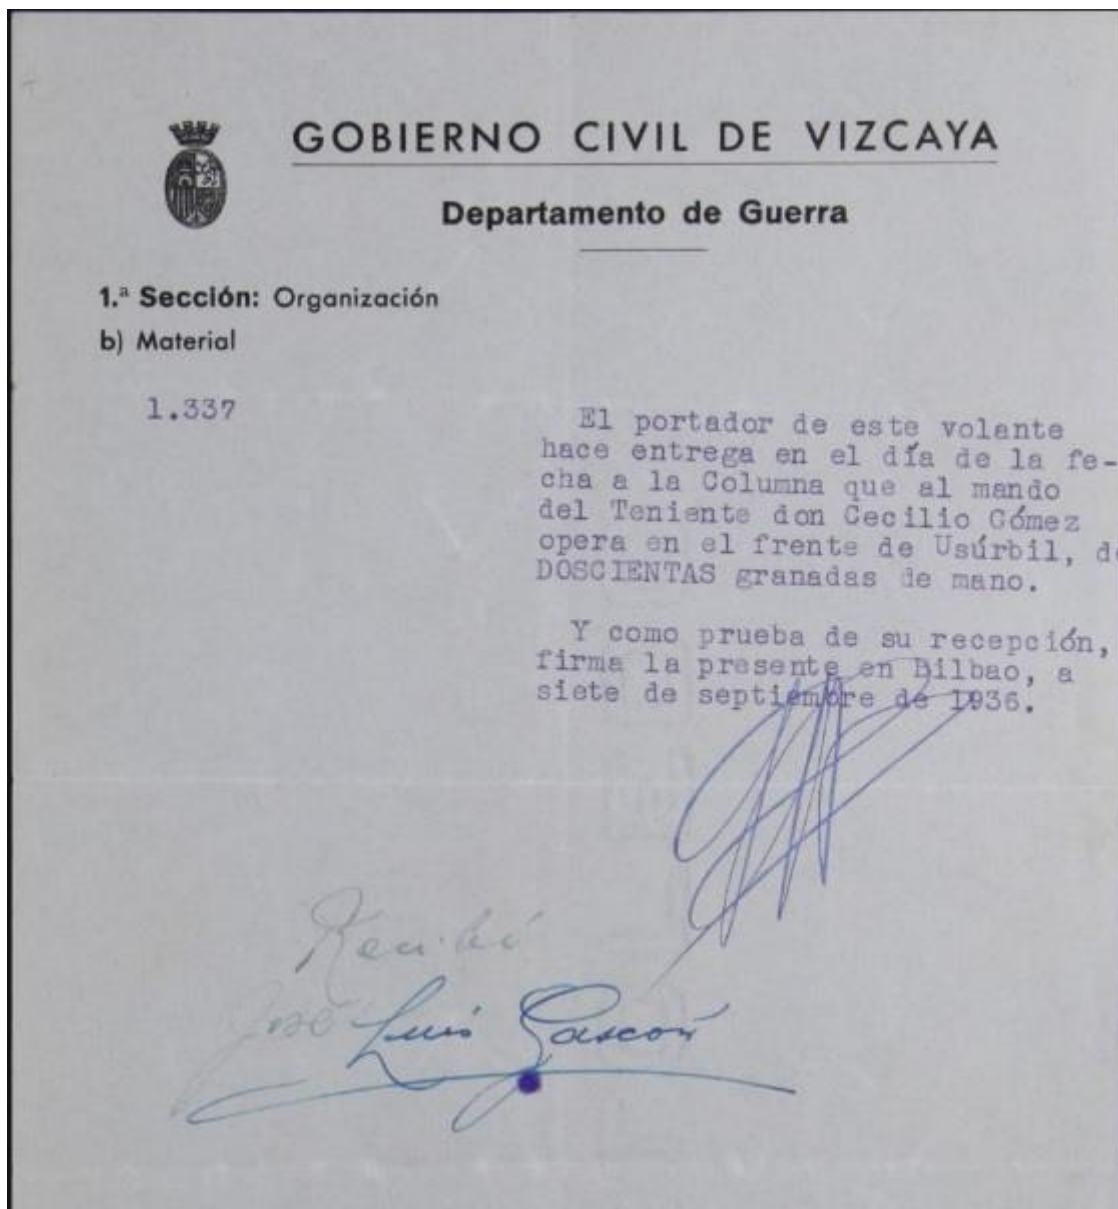 GOBIERNO CIVIL DE VIZCAYA
Departamento de Guerra
1.ª Sección: Organización
b) Material
1.337
El portador de este volante
hace entrega en el día de la fe-
cha a la Columna que al mando
del Teniente don Cecilio Gómez
opera en el frente de Usúrbil, de
DOSCIENTAS granadas de mano.
Y como prueba de su recepción,
firma la presente en Bilbao, a
siete de septiembre de 1936.
Recibí
José Luis Gascón